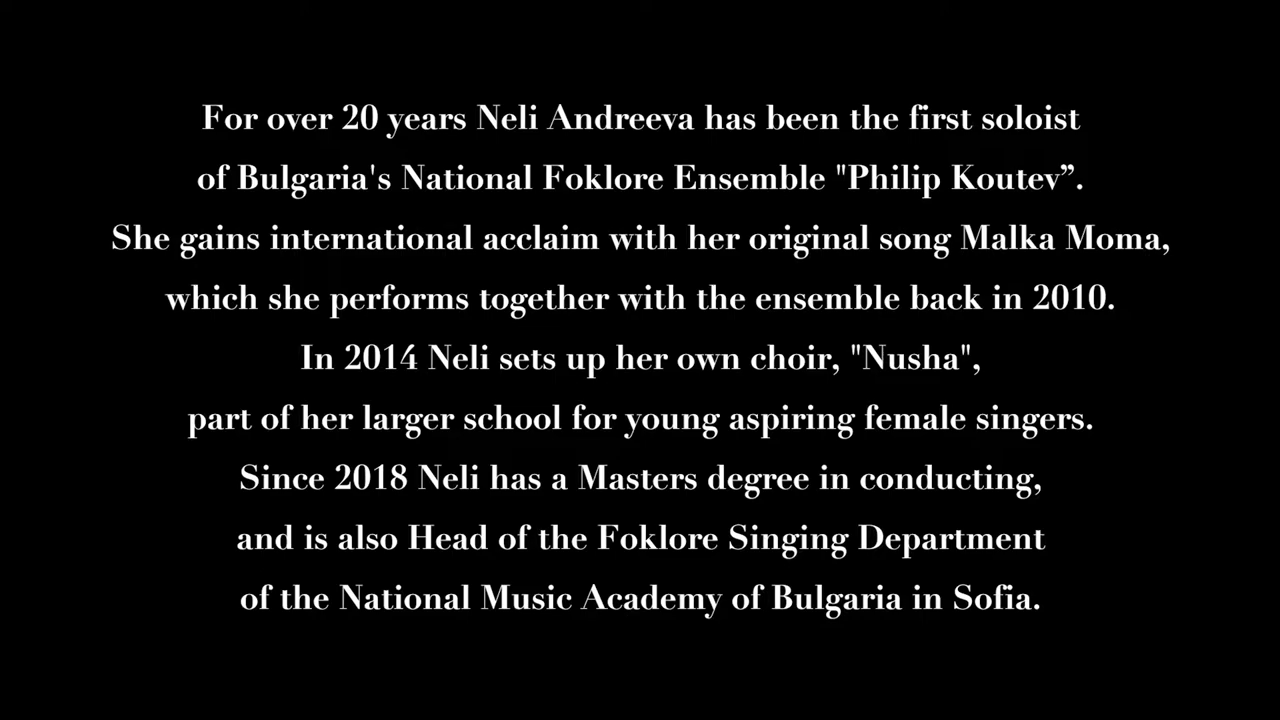 For over 20 years Neli Andreeva has been the first soloist
of Bulgaria's National Foklore Ensemble "Philip Koutev”.
She gains international acclaim with her original song Malka Moma,
which she performs together with the ensemble back in 2010.
In 2014 Neli sets up her own choir, "Nusha",
part of her larger school for young aspiring female singers.
Since 2018 Neli has a Masters degree in conducting,
and is also Head of the Foklore Singing Department
of the National Music Academy of Bulgaria in Sofia.